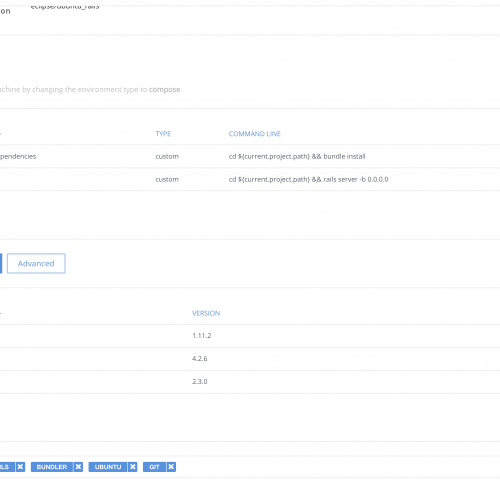 on eclipse/ubuntu_rails
achine by changing the environment type to compose
TYPE COMMAND LINE
pendencies custom cd ${current.project.path} && bundle install
custom cd ${current.project.path} && rails server -b 0.0.0.0
Advanced
VERSION
1.11.2
4.2.6
2.3.0
ILS × BUNDLER × UBUNTU × GIT ×